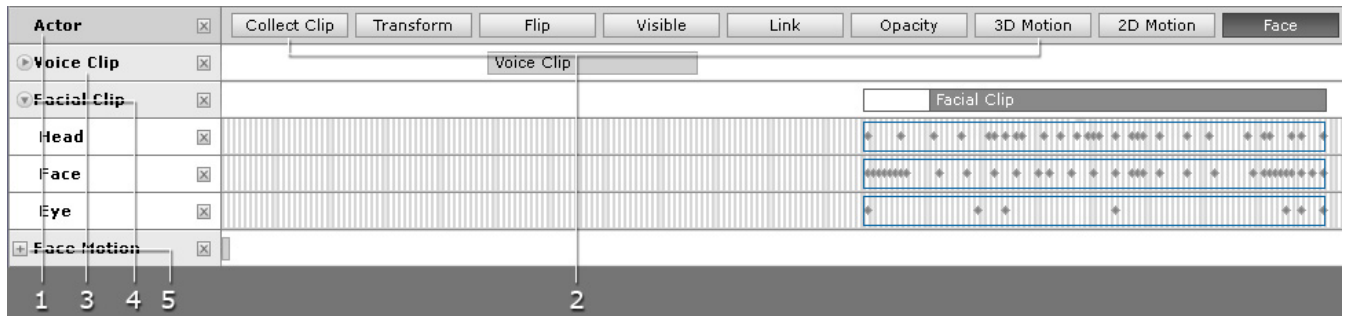 Actor Collect Clip Transform Flip Visible Link Opacity 3D Motion 2D Motion Face
Voice Clip Voice Clip
Facial Clip Facial Clip
Head
Face
Eye
Face Motion
1 3 4 5 2